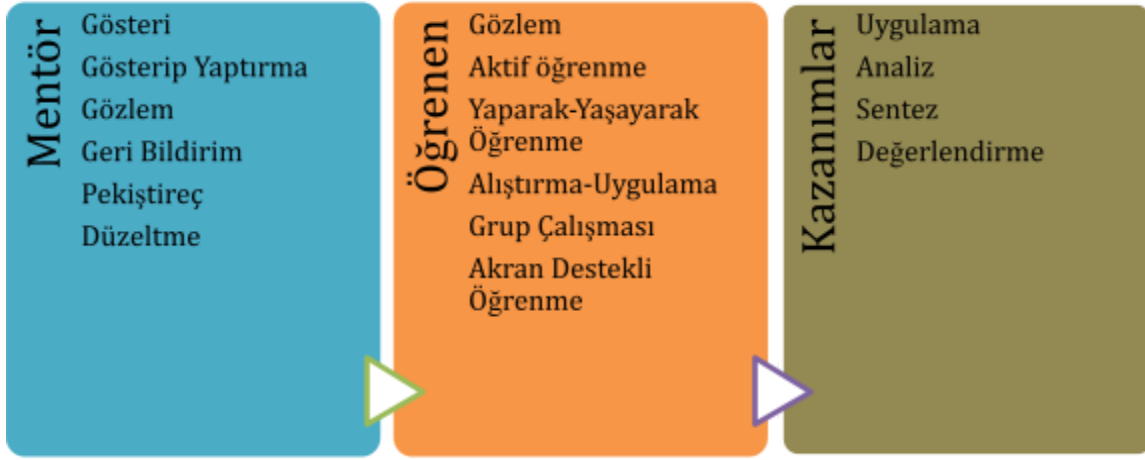 Mentör
Gösteri
Gösterip Yaptırma
Gözlem
Geri Bildirim
Pekiştireç
Düzeltme
Öğrenen
Gözlem
Aktif öğrenme
Yaparak-Yaşayarak
Öğrenme
Alıştırma-Uygulama
Grup Çalışması
Akran Destekli
Öğrenme
Kazanımlar
Uygulama
Analiz
Sentez
Değerlendirme